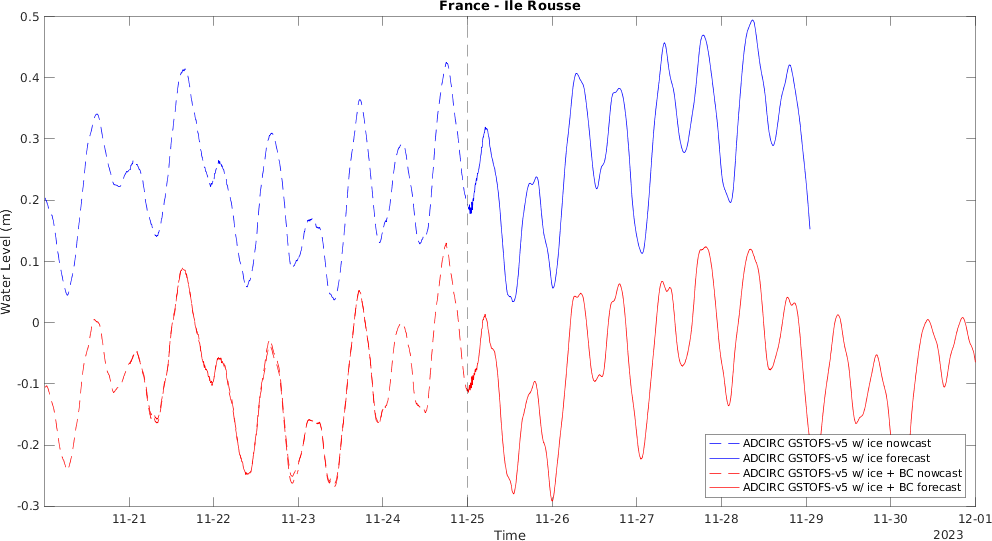 France - Ile Rousse
0.5
0.4
0.3
0.2
0.1
0
-0.1
-0.2
-0.3
Water Level (m)
ADCIRC GSTOFS-v5 w/ ice nowcast
ADCIRC GSTOFS-v5 w/ ice forecast
ADCIRC GSTOFS-v5 w/ ice + BC nowcast
ADCIRC GSTOFS-v5 w/ ice + BC forecast
11-21 11-22 11-23 11-24 11-25 11-26 11-27 11-28 11-29 11-30 12-01
Time
2023